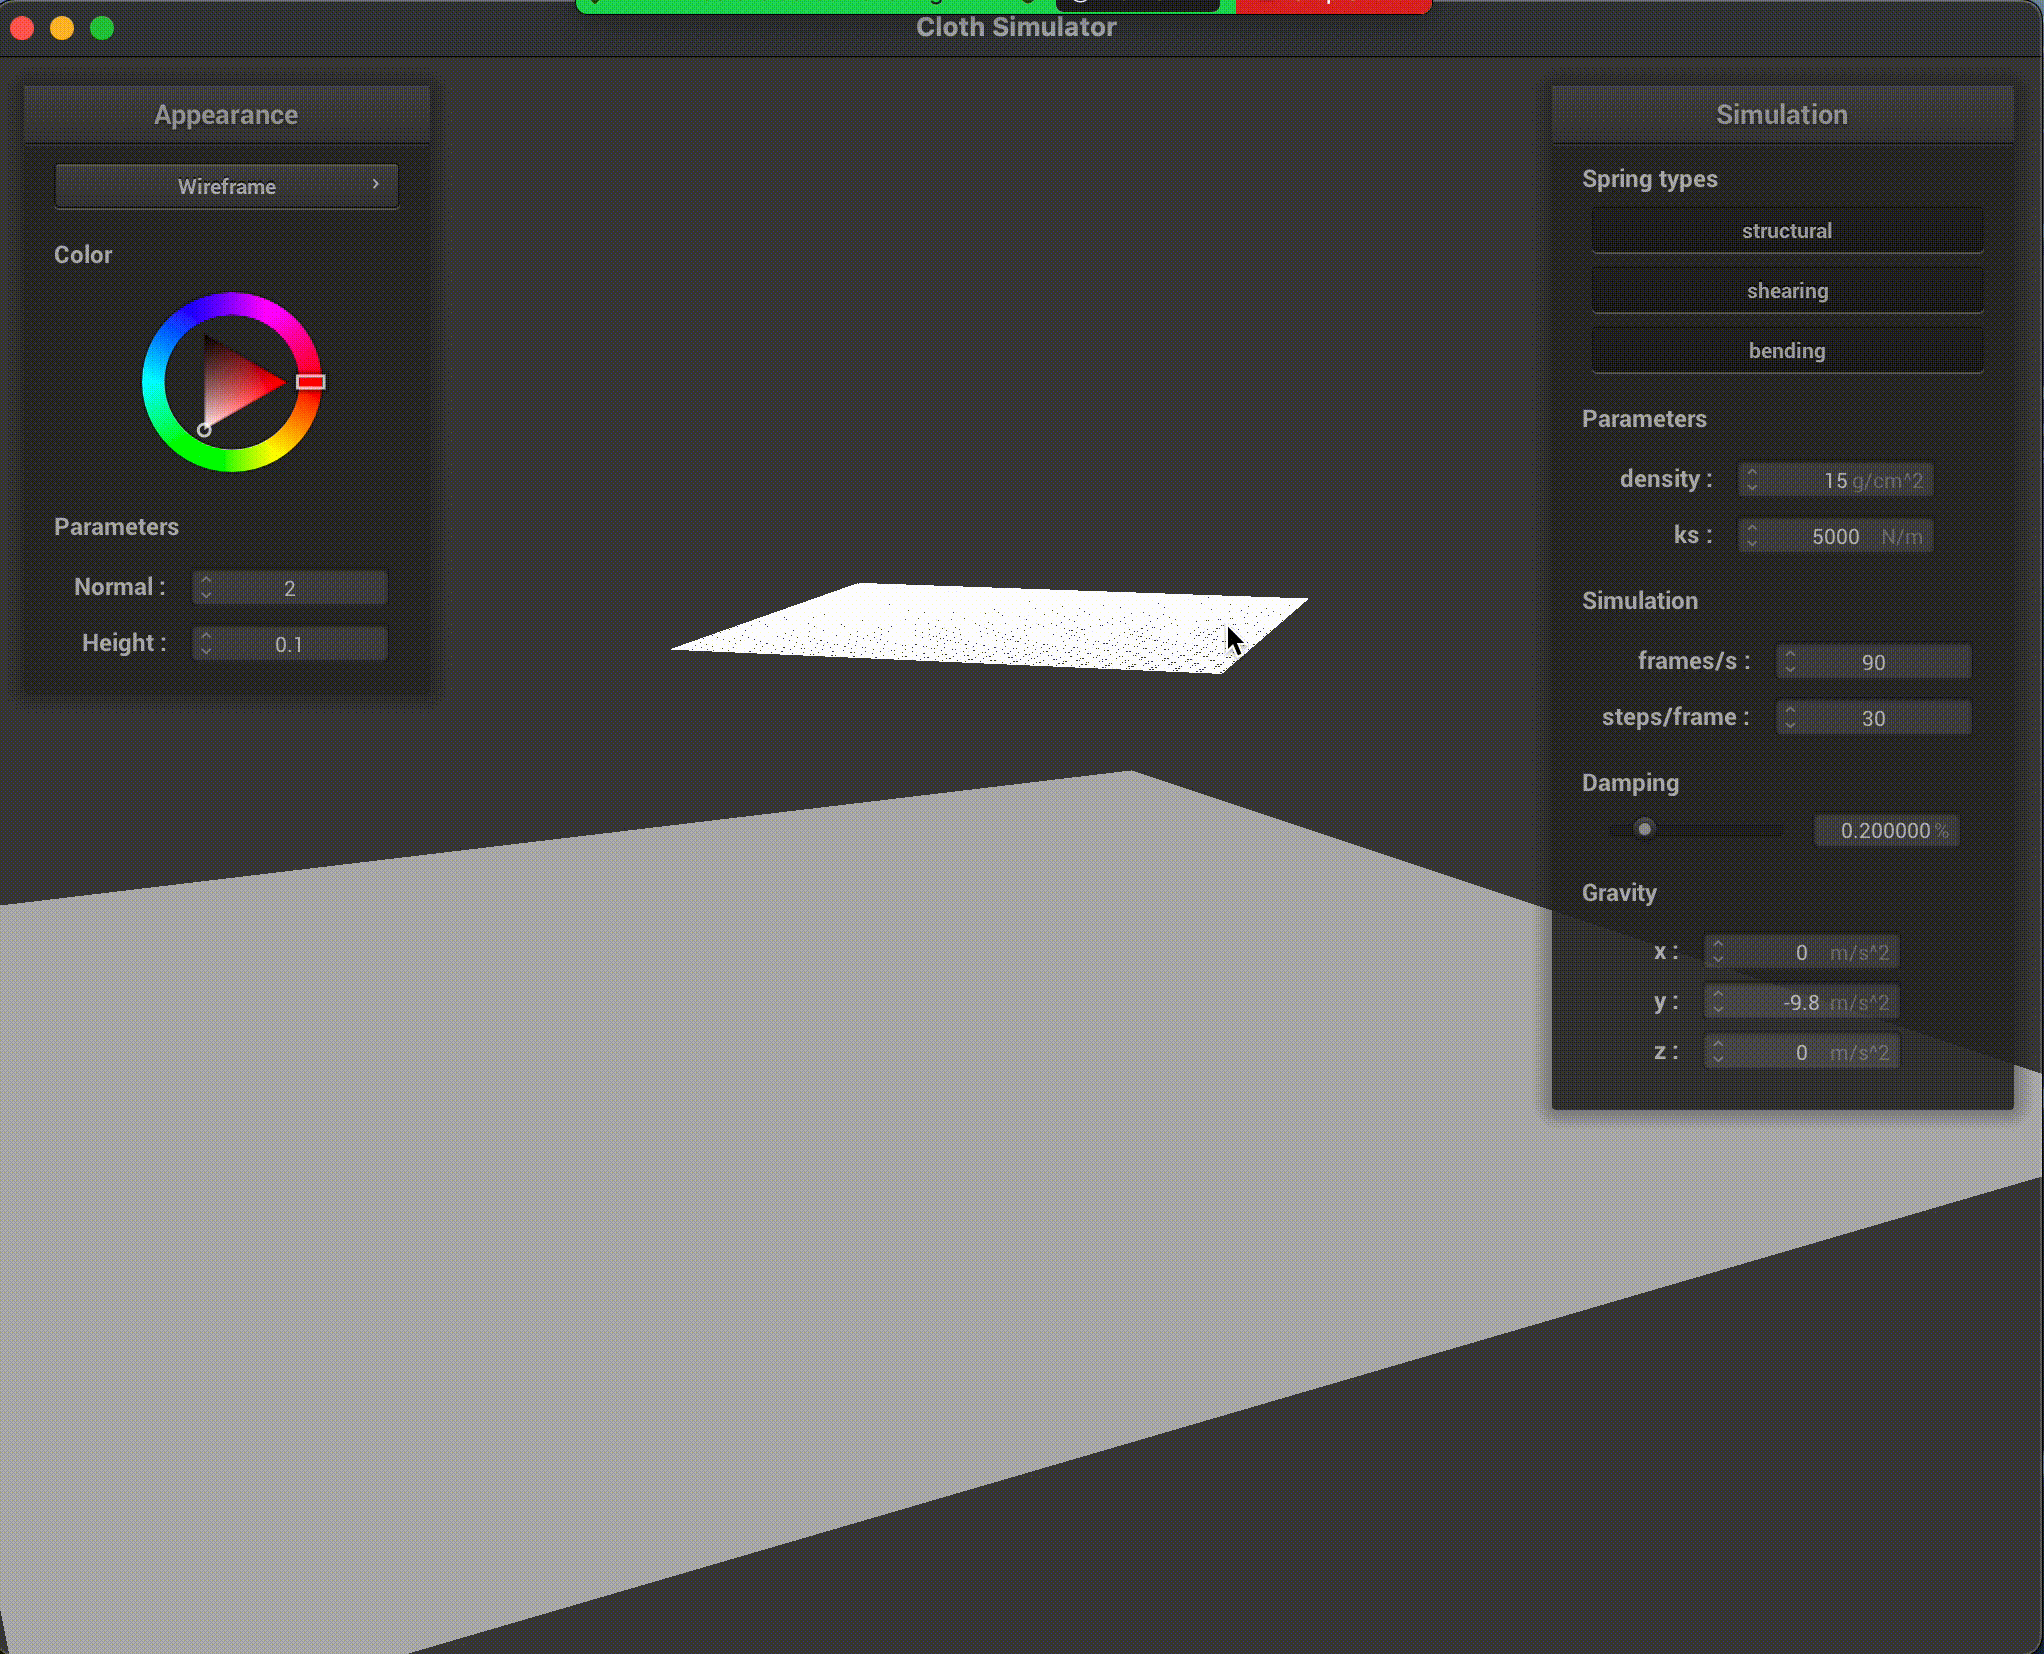 Cloth Simulator
Appearance
Wireframe
Color
Parameters
Normal : 2
Height : 0.1
Simulation
Spring types
structural
shearing
bending
Parameters
density : 15 g/cm^2
ks : 5000 N/m
Simulation
frames/s : 90
steps/frame : 30
Damping
0.200000 %
Gravity
x : 0 m/s^2
y : -9.8 m/s^2
z : 0 m/s^2